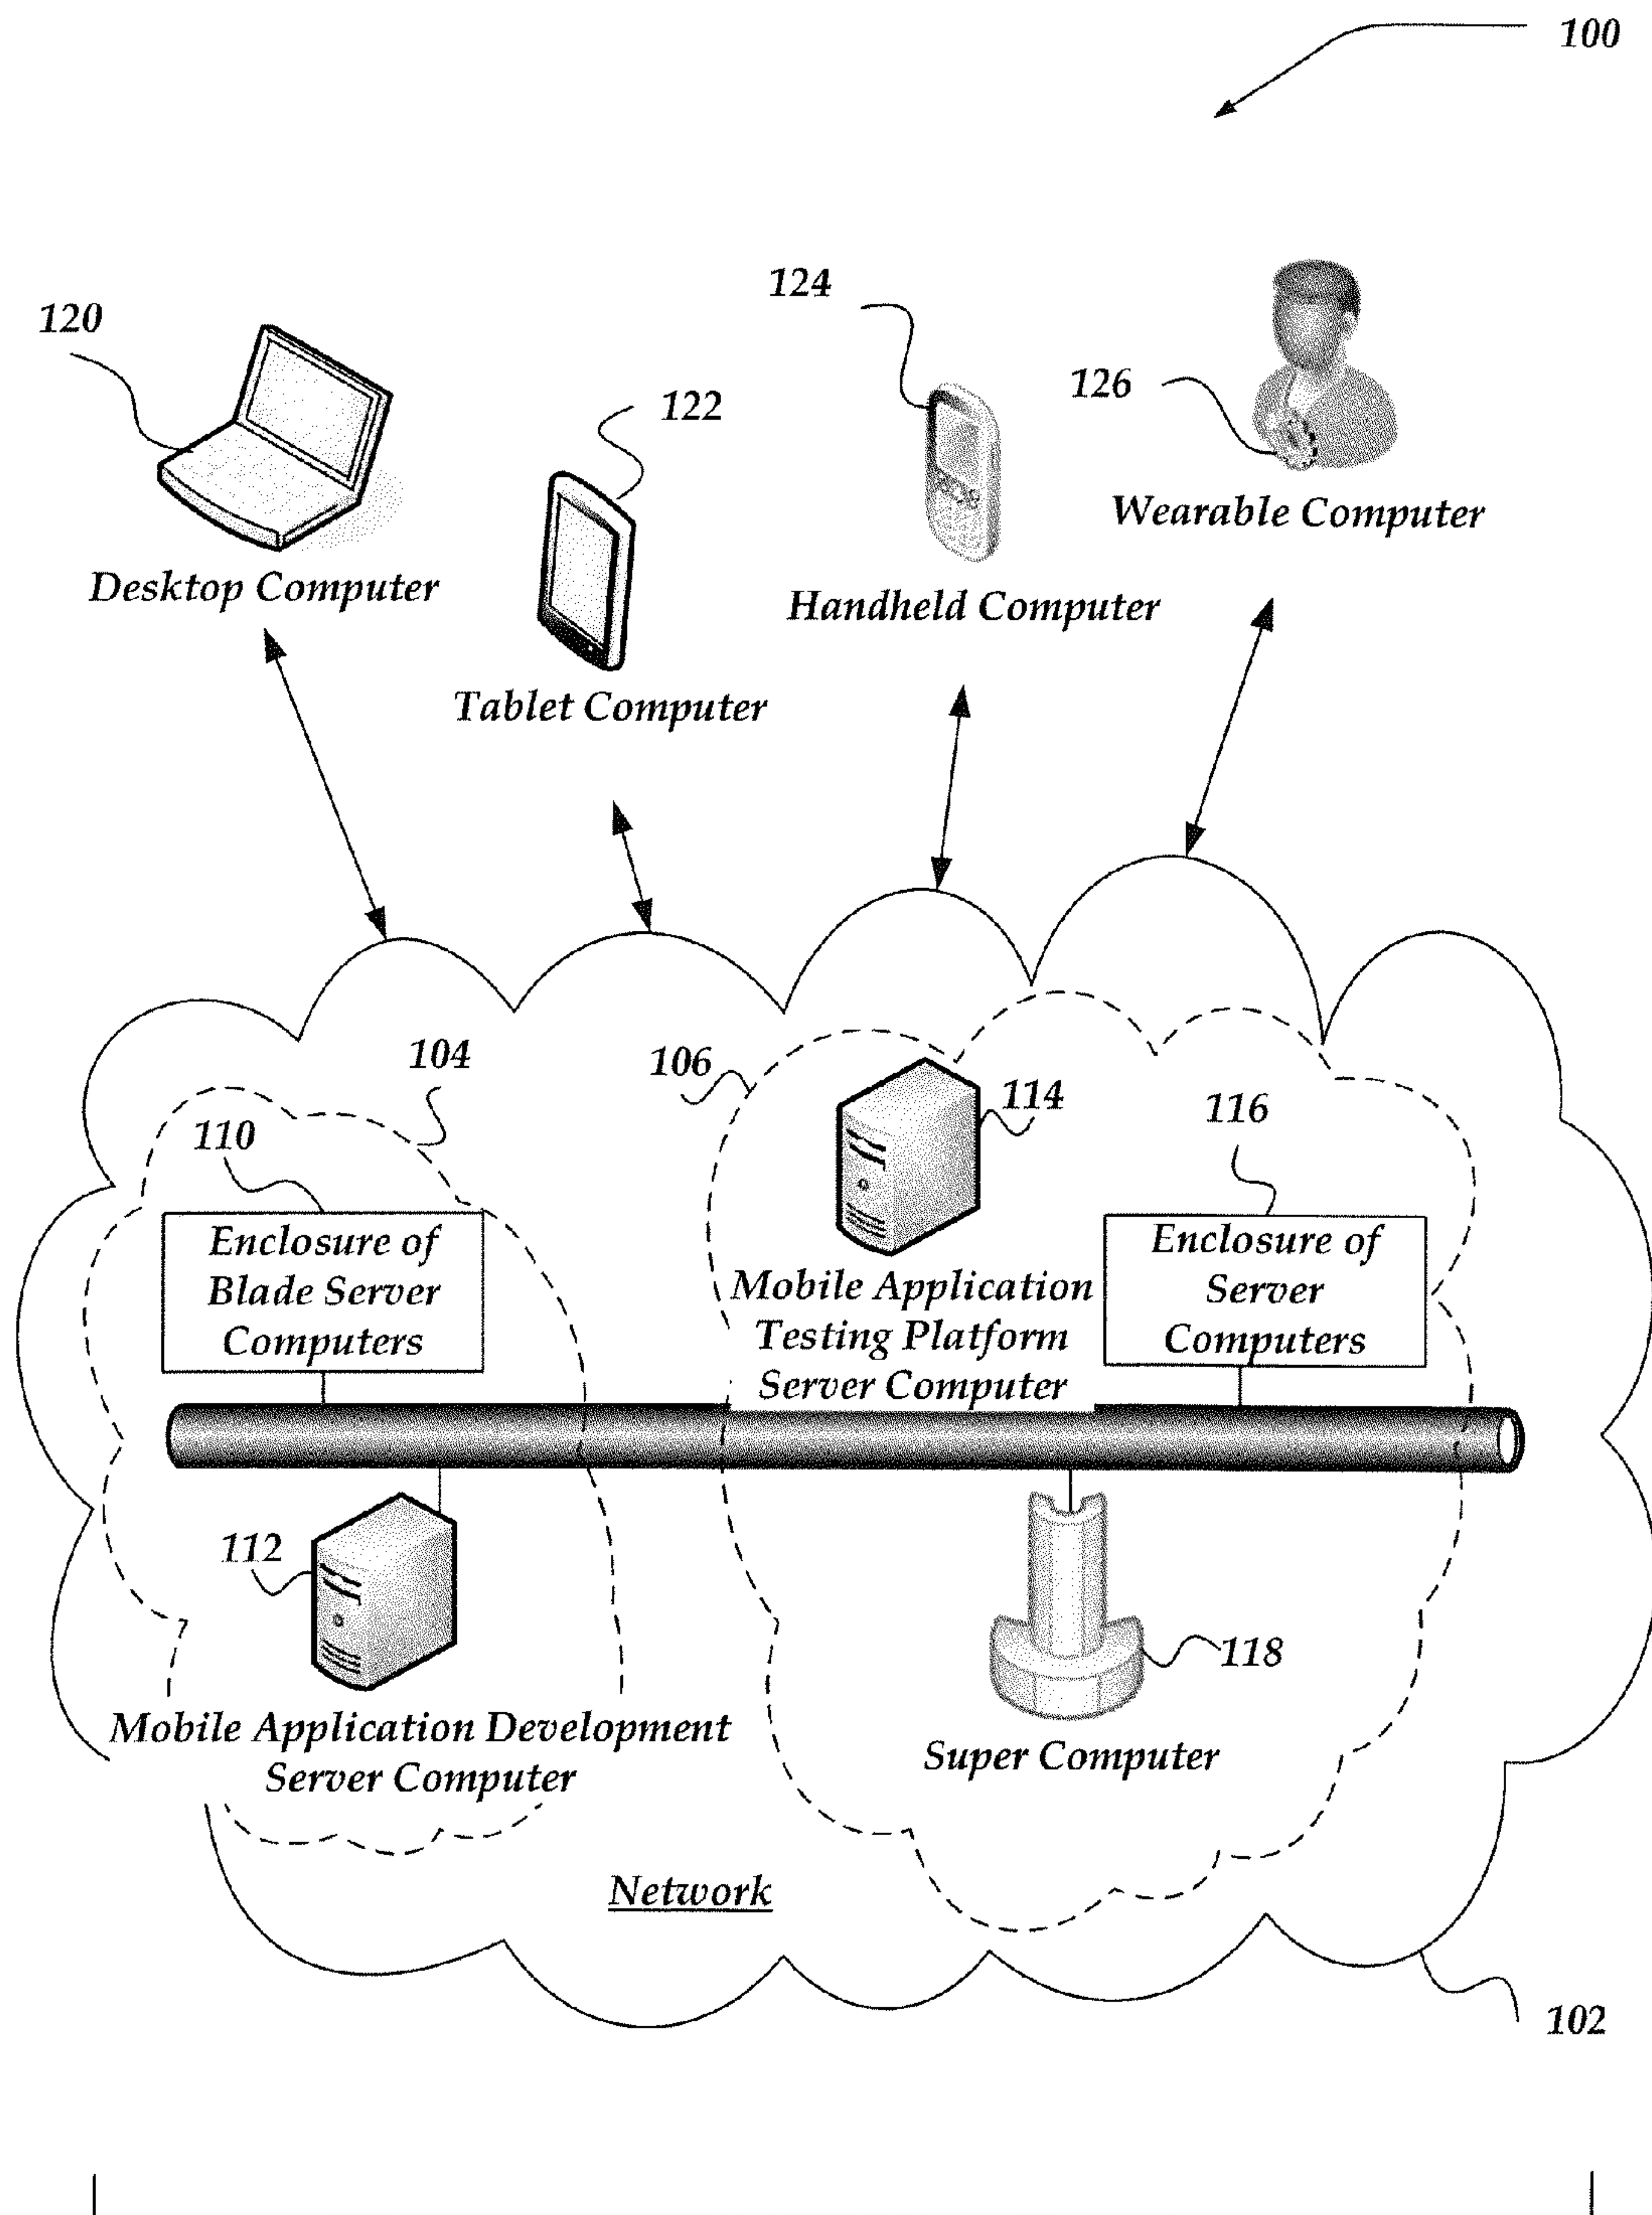 100
124
120
126
122
Wearable Computer
Desktop Computer
Handheld Computer
Tablet Computer
104
106
114
116
110
Enclosure of
Blade Server
Computers
Mobile Application
Testing Platform
Server Computer
Enclosure of
Server
Computers
112
118
Mobile Application Development
Server Computer
Super Computer
Network
102